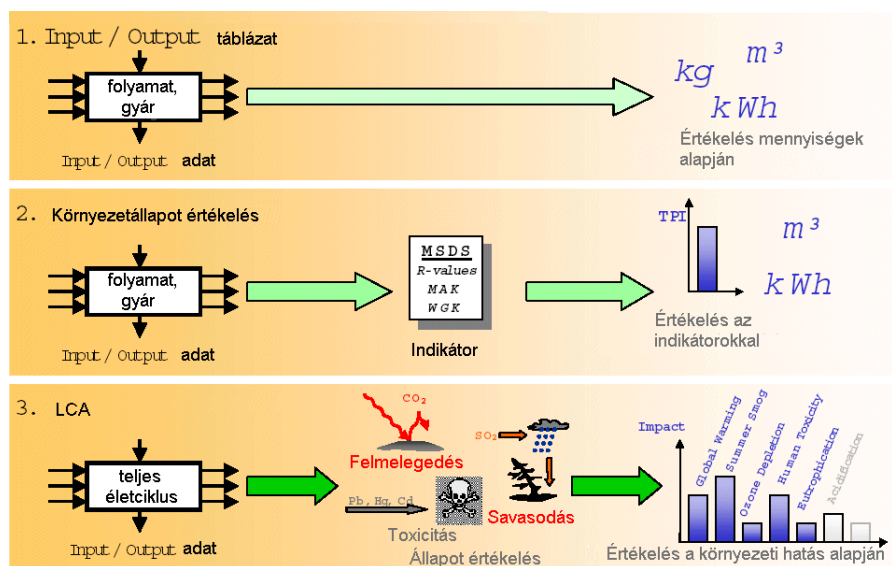 1. Input / Output táblázat
folyamat,
gyár
Input / Output adat
kg
m³
kWh
Értékelés mennyiségek
alapján
2. Környezetállapot értékelés
folyamat,
gyár
Input / Output adat
MSDS
R-values
MAK
WGK
Indikátor
TPI
m³
kWh
Értékelés az
indikátorokkal
3. LCA
teljes
életciklus
Input / Output adat
CO₂
Felmelegedés
SO₂
Savasodás
Pb, Hq, Cd
Toxicitás
Állapot értékelés
Impact
Global Warming
Summer Smog
Ozone Depletion
Human Toxicity
Eutrophication
Acidification
Értékelés a környezeti hatás alapján